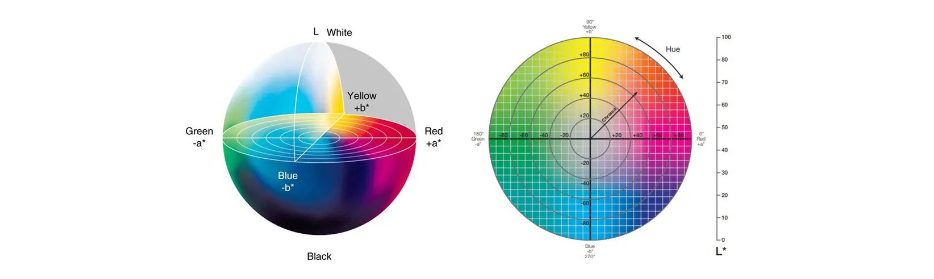 L White
Yellow
+b*
Green
-a*
Red
+a*
Blue
-b*
Black
90°
Yellow
+b*
Hue
Chroma
+80
+60
+40
+20
180°
Green
-a*
-60
-40
-20
+20
+40
+60
+80
0°
Red
+a*
-20
-40
-60
-80
Blue
-b*
270°
100
90
80
70
60
50
40
30
20
10
0
L*